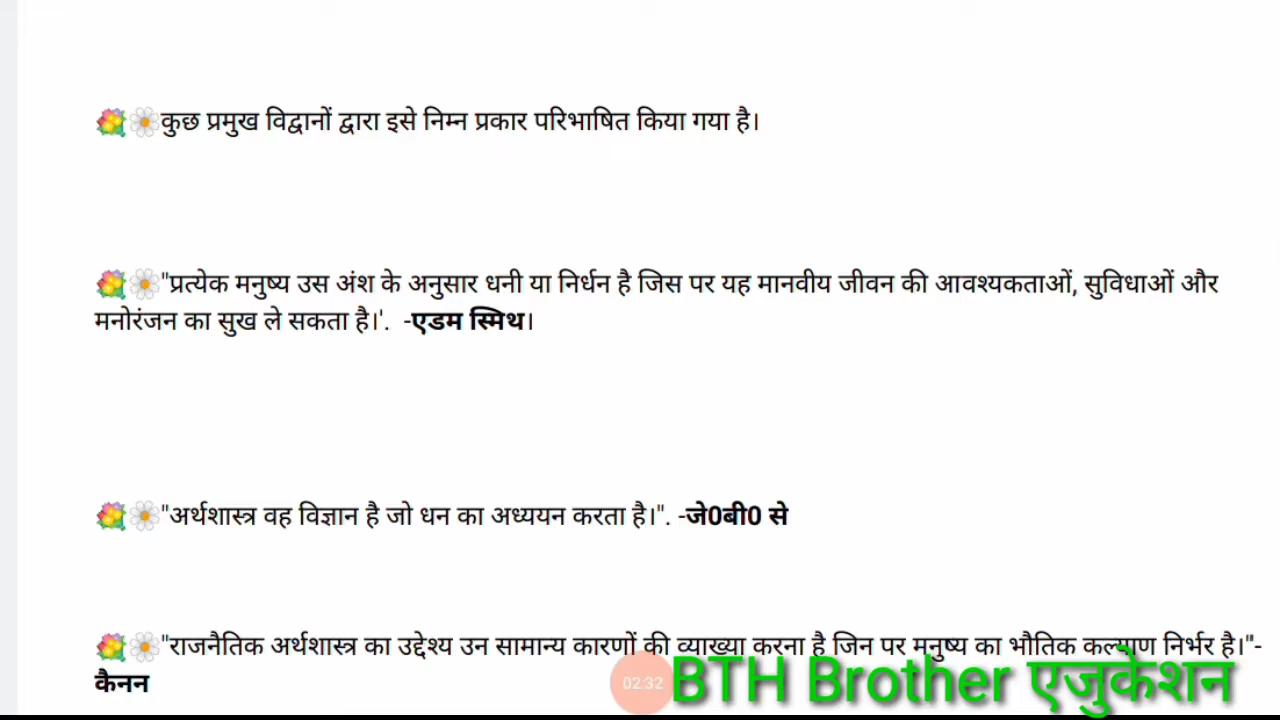 💐🌼कुछ प्रमुख विद्वानों द्वारा इसे निम्न प्रकार परिभाषित किया गया है।
💐🌼"प्रत्येक मनुष्य उस अंश के अनुसार धनी या निर्धन है जिस पर यह मानवीय जीवन की आवश्यकताओं, सुविधाओं और
मनोरंजन का सुख ले सकता है।'. -एडम स्मिथ।
💐🌼"अर्थशास्त्र वह विज्ञान है जो धन का अध्ययन करता है।". -जे0बी0 से
💐🌼"राजनैतिक अर्थशास्त्र का उद्देश्य उन सामान्य कारणों की व्याख्या करना है जिन पर मनुष्य का भौतिक कल्याण निर्भर है।"-
कैनन
02:32
BTH Brother एजुकेशन